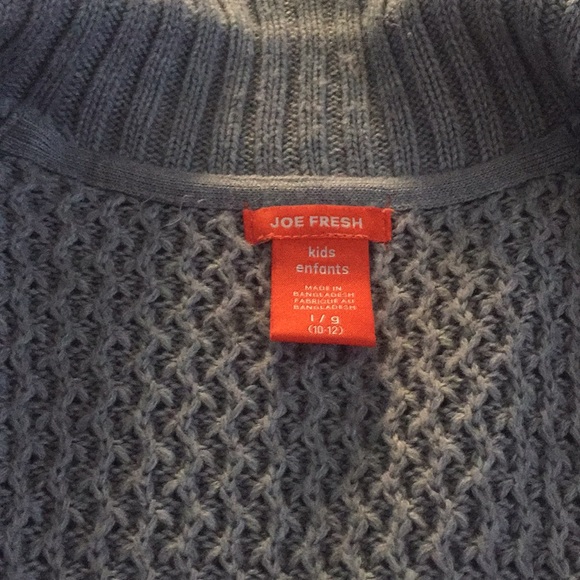 JOE FRESH
kids
enfants
MADE IN
BANGLADESH
FABRIQUÉ AU
BANGLADESH
l / g
(10-12)